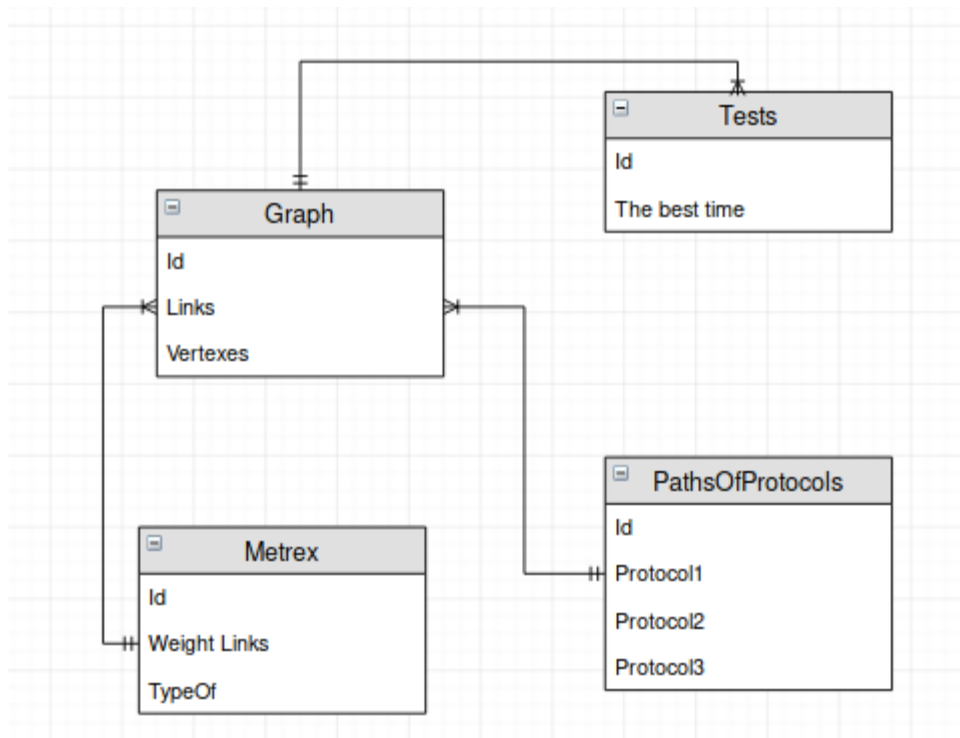 Tests
Id
The best time
Graph
Id
Links
Vertexes
PathsOfProtocols
Id
Protocol1
Protocol2
Protocol3
Metrex
Id
Weight Links
TypeOf